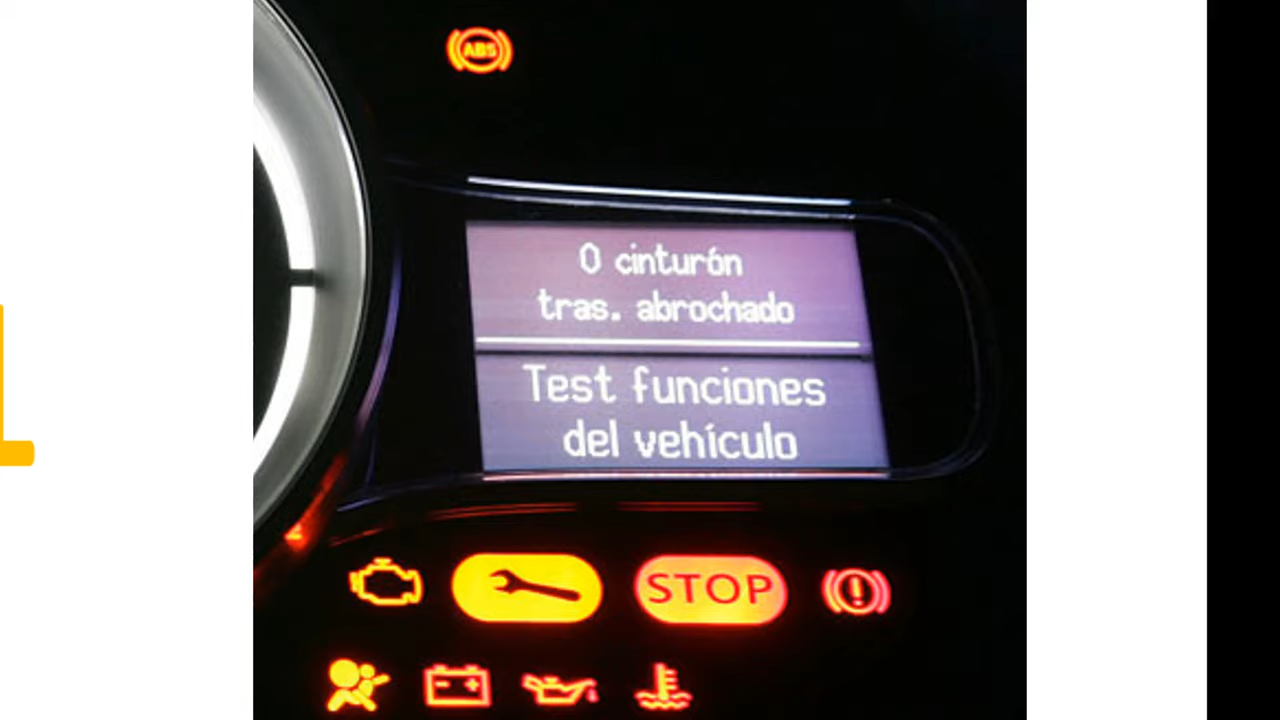 ABS
0 cinturón
tras. abrochado
Test funciones
del vehículo
STOP